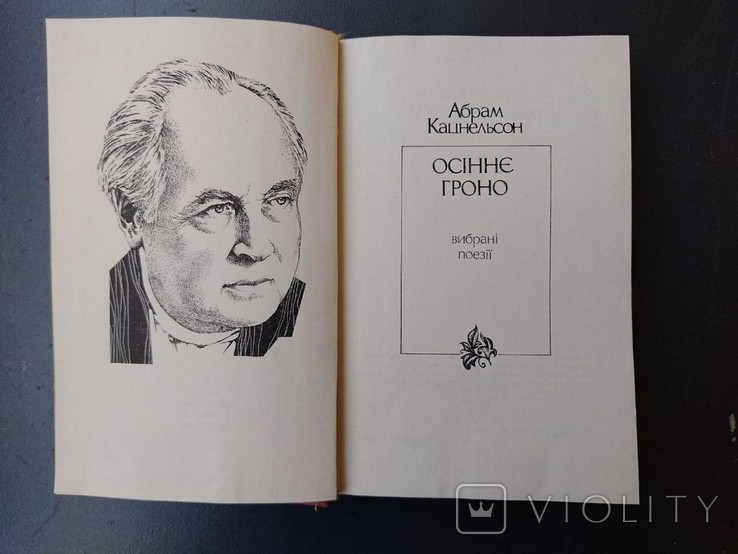 Абрам
Кацнельсон
ОСІННЄ
ГРОНО
вибрані
поезії
VIOLITY